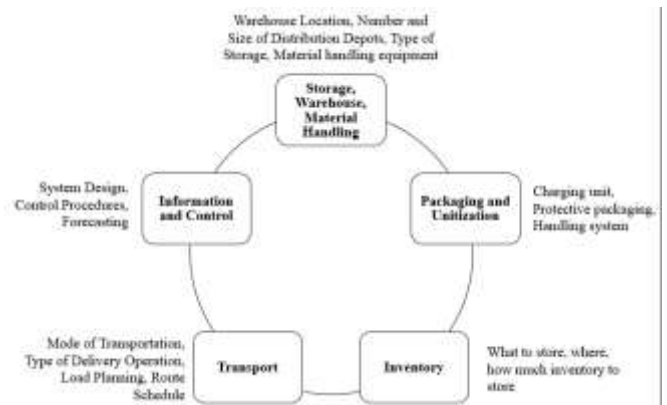 Warehouse Location, Number and
Size of Distribution Depots, Type of
Storage, Material handling equipment
Storage,
Warehouse,
Material
Handling
System Design,
Control Procedures,
Forecasting
Information
and Control
Packaging and
Unitization
Charging unit,
Protective packaging,
Handling system
Mode of Transportation,
Type of Delivery Operation,
Load Planning, Route
Schedule
Transport
Inventory
What to store, where,
how much inventory to
store